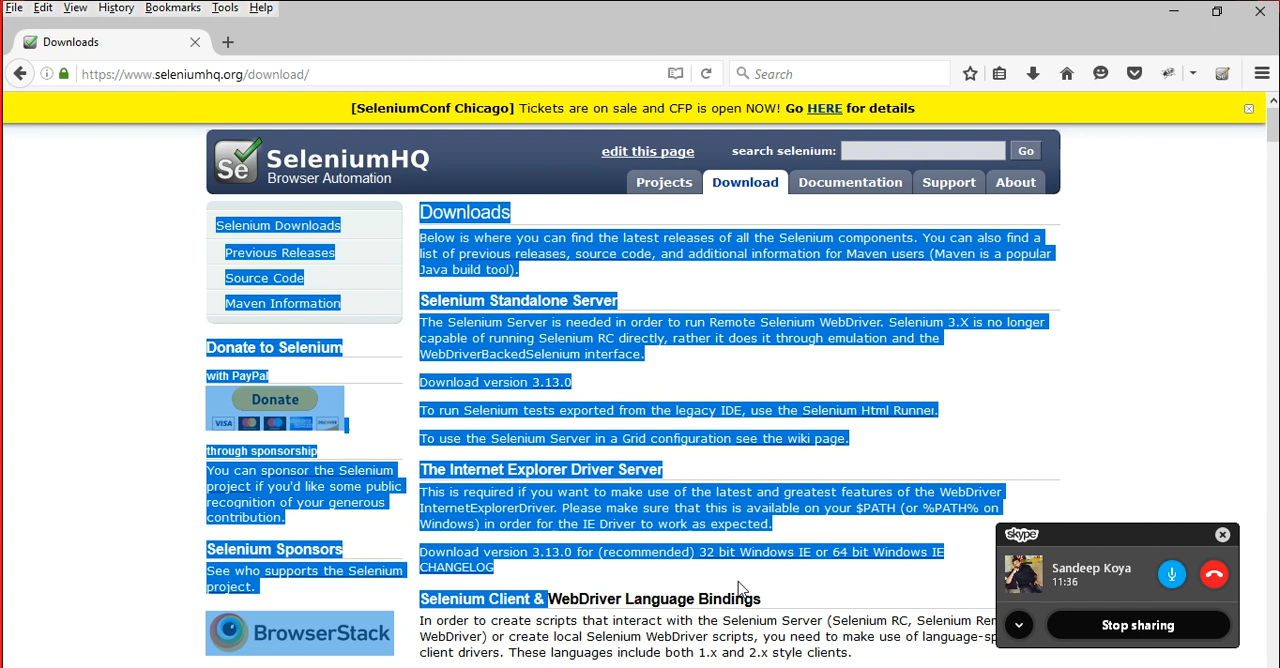 File Edit View History Bookmarks Tools Help
Downloads
https://www.seleniumhq.org/download/
Search
[SeleniumConf Chicago] Tickets are on sale and CFP is open NOW! Go HERE for details
Se
SeleniumHQ
Browser Automation
edit this page
search selenium:
Go
Projects Download Documentation Support About
Selenium Downloads
Previous Releases
Source Code
Maven Information
Donate to Selenium
with PayPal
Donate
VISA
DISCOVER
through sponsorship
You can sponsor the Selenium
project if you'd like some public
recognition of your generous
contribution.
Selenium Sponsors
See who supports the Selenium
project.
BrowserStack
Downloads
Below is where you can find the latest releases of all the Selenium components. You can also find a
list of previous releases, source code, and additional information for Maven users (Maven is a popular
Java build tool).
Selenium Standalone Server
The Selenium Server is needed in order to run Remote Selenium WebDriver. Selenium 3.X is no longer
capable of running Selenium RC directly, rather it does it through emulation and the
WebDriverBackedSelenium interface.
Download version 3.13.0
To run Selenium tests exported from the legacy IDE, use the Selenium Html Runner.
To use the Selenium Server in a Grid configuration see the wiki page.
The Internet Explorer Driver Server
This is required if you want to make use of the latest and greatest features of the WebDriver
InternetExplorerDriver. Please make sure that this is available on your $PATH (or %PATH% on
Windows) in order for the IE Driver to work as expected.
Download version 3.13.0 for (recommended) 32 bit Windows IE or 64 bit Windows IE
CHANGELOG
Selenium Client & WebDriver Language Bindings
In order to create scripts that interact with the Selenium Server (Selenium RC, Selenium Rem
WebDriver) or create local Selenium WebDriver scripts, you need to make use of language-sp
client drivers. These languages include both 1.x and 2.x style clients.
skype
Sandeep Koya
11:36
Stop sharing